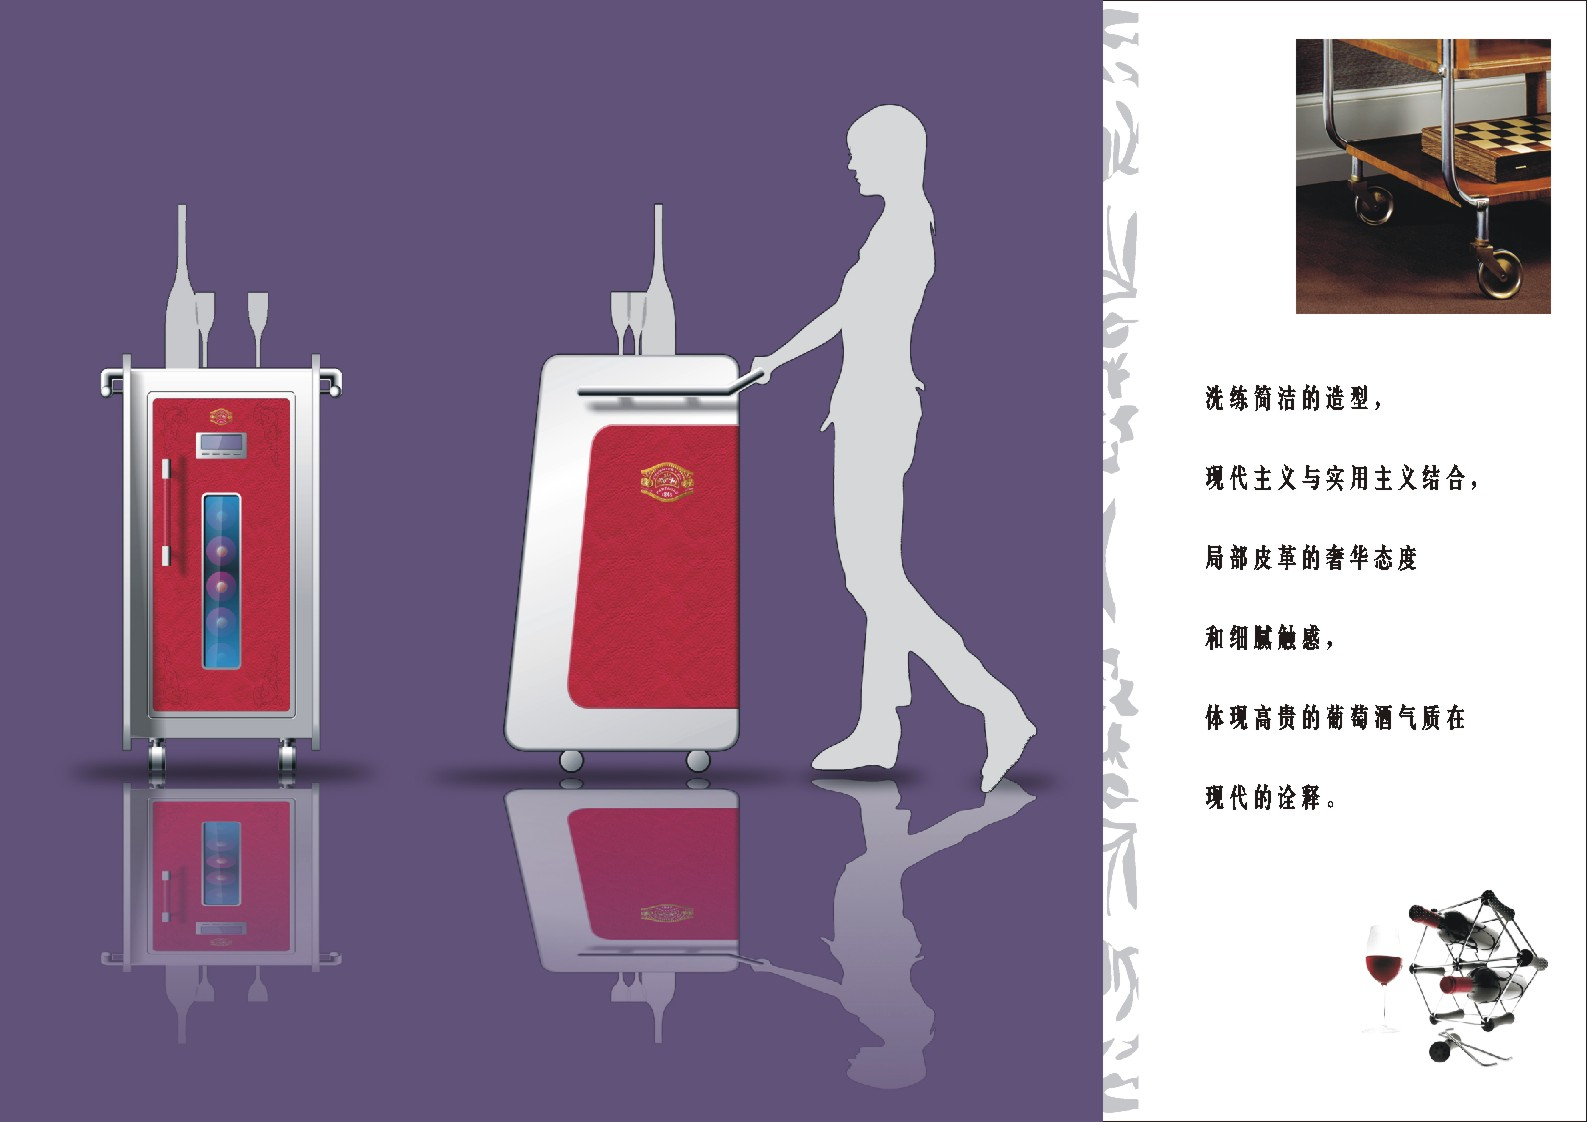 洗练简洁的造型，
现代主义与实用主义结合，
局部皮革的奢华态度
和细腻触感，
体现高贵的葡萄酒气质在
现代的诠释。